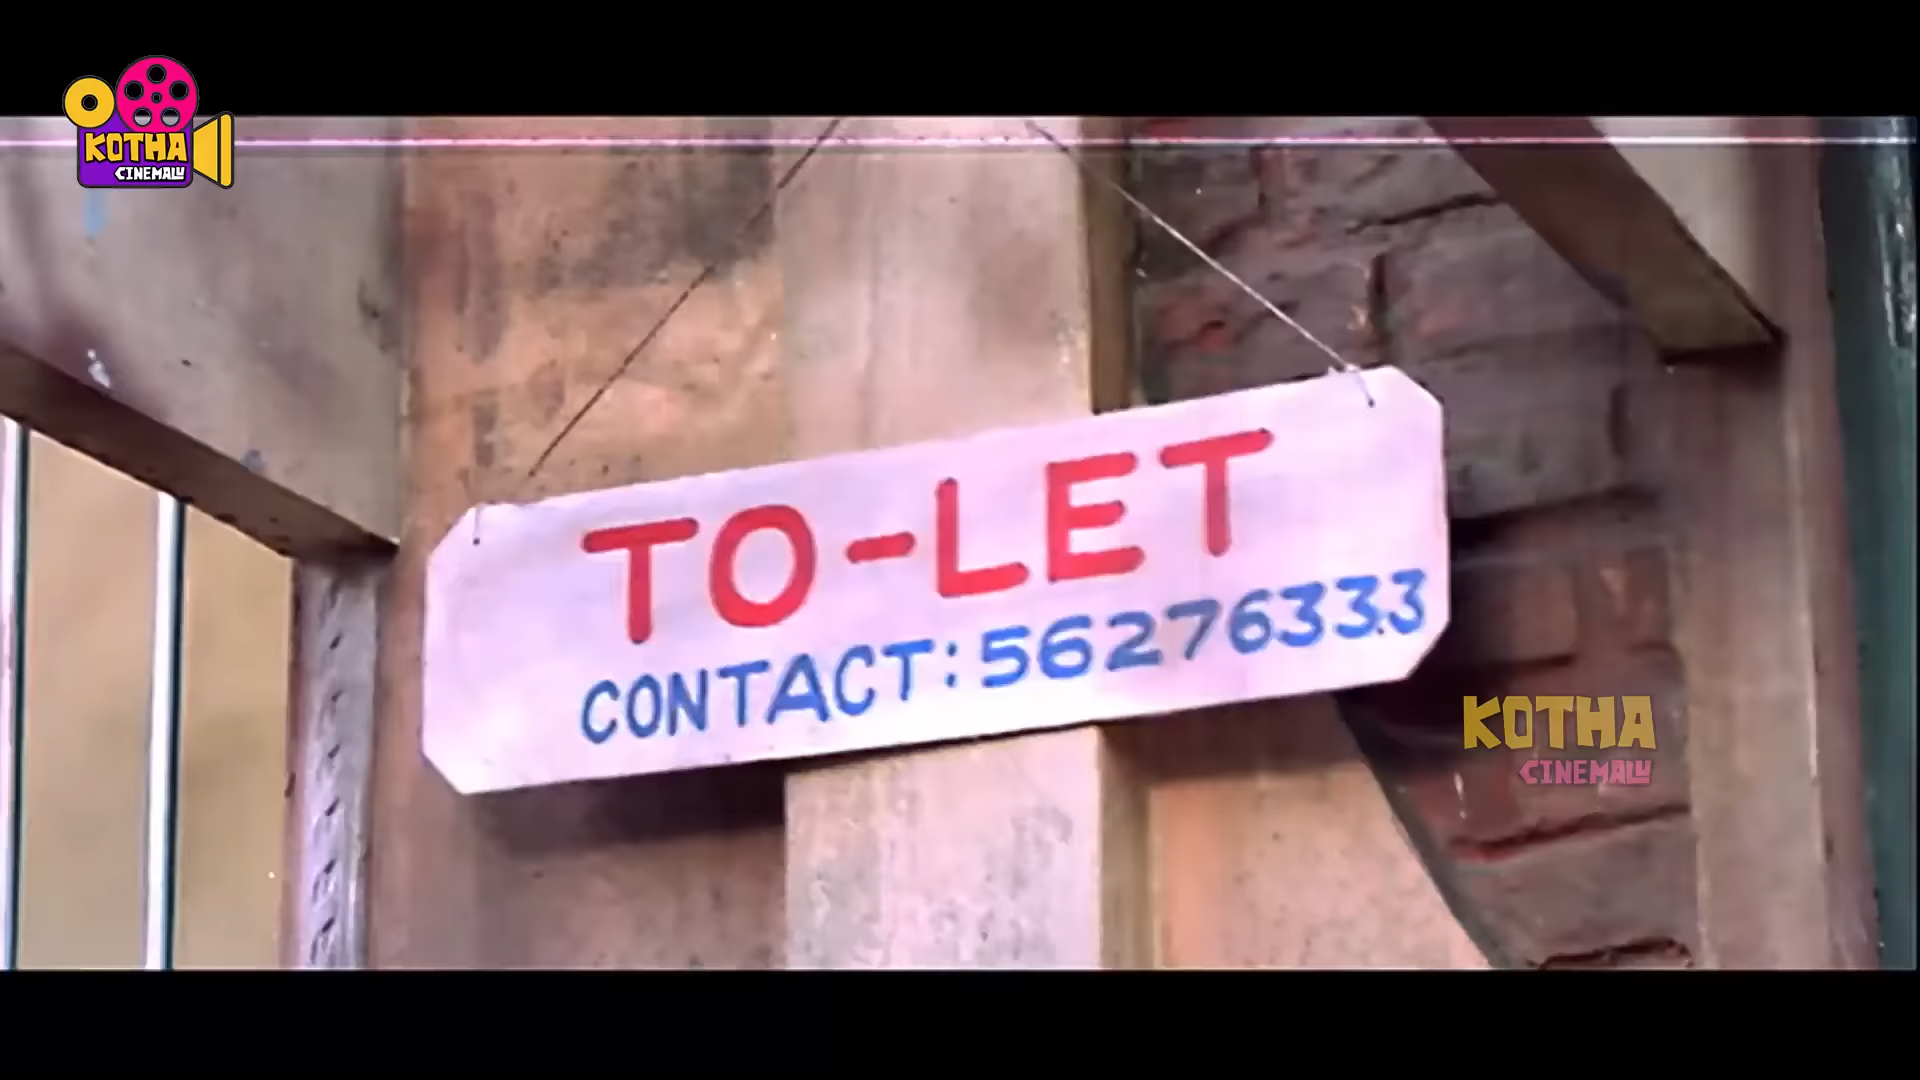 KOTHA
CINEMALU
TO-LET
CONTACT: 56276333
KOTHA
CINEMALU